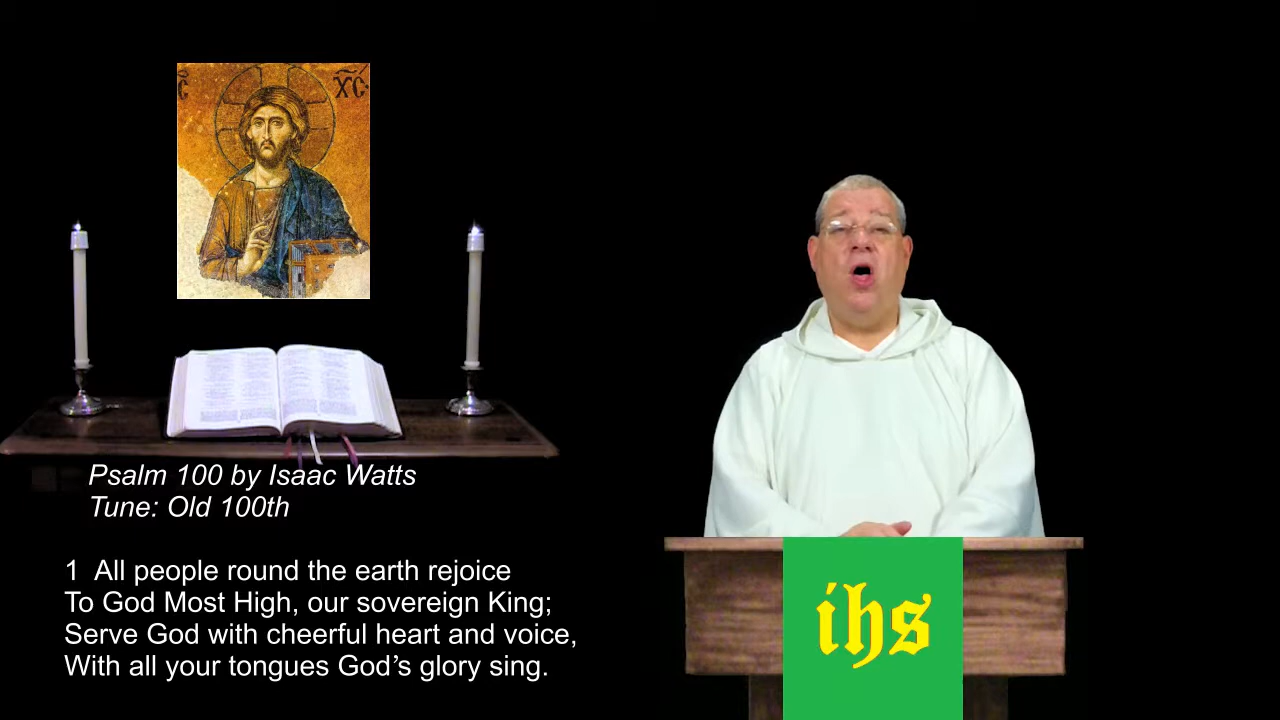 ΧC
Psalm 100 by Isaac Watts
Tune: Old 100th
1 All people round the earth rejoice
To God Most High, our sovereign King;
Serve God with cheerful heart and voice,
With all your tongues God’s glory sing.
ihs